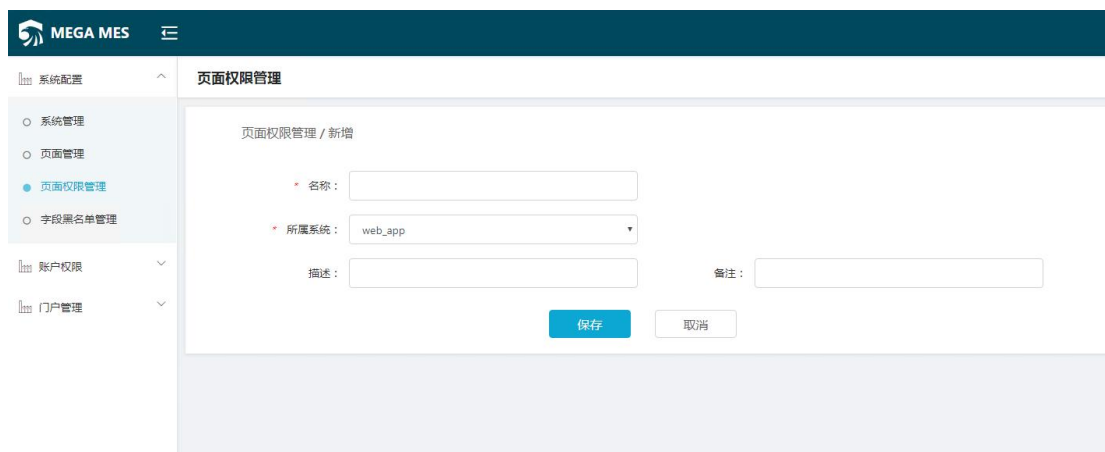 MEGA MES
系统配置
系统管理
页面管理
页面权限管理
字段黑名单管理
账户权限
门户管理
页面权限管理
页面权限管理 / 新增
* 名称：
* 所属系统： web_app
描述： 备注：
保存 取消